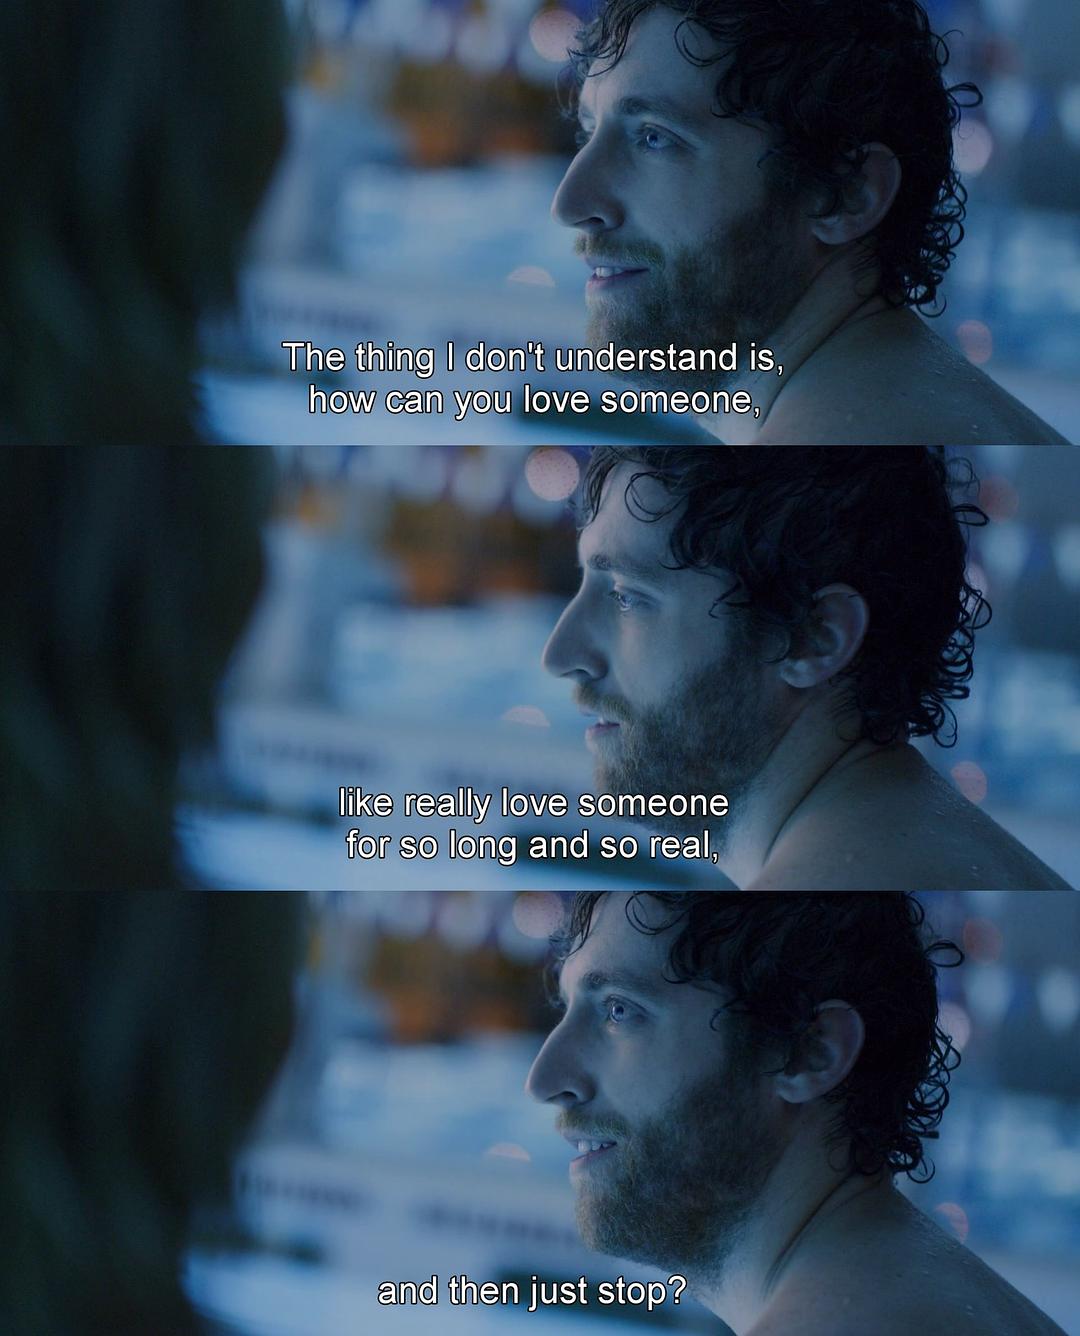 The thing I don't understand is,
how can you love someone,
like really love someone
for so long and so real,
and then just stop?